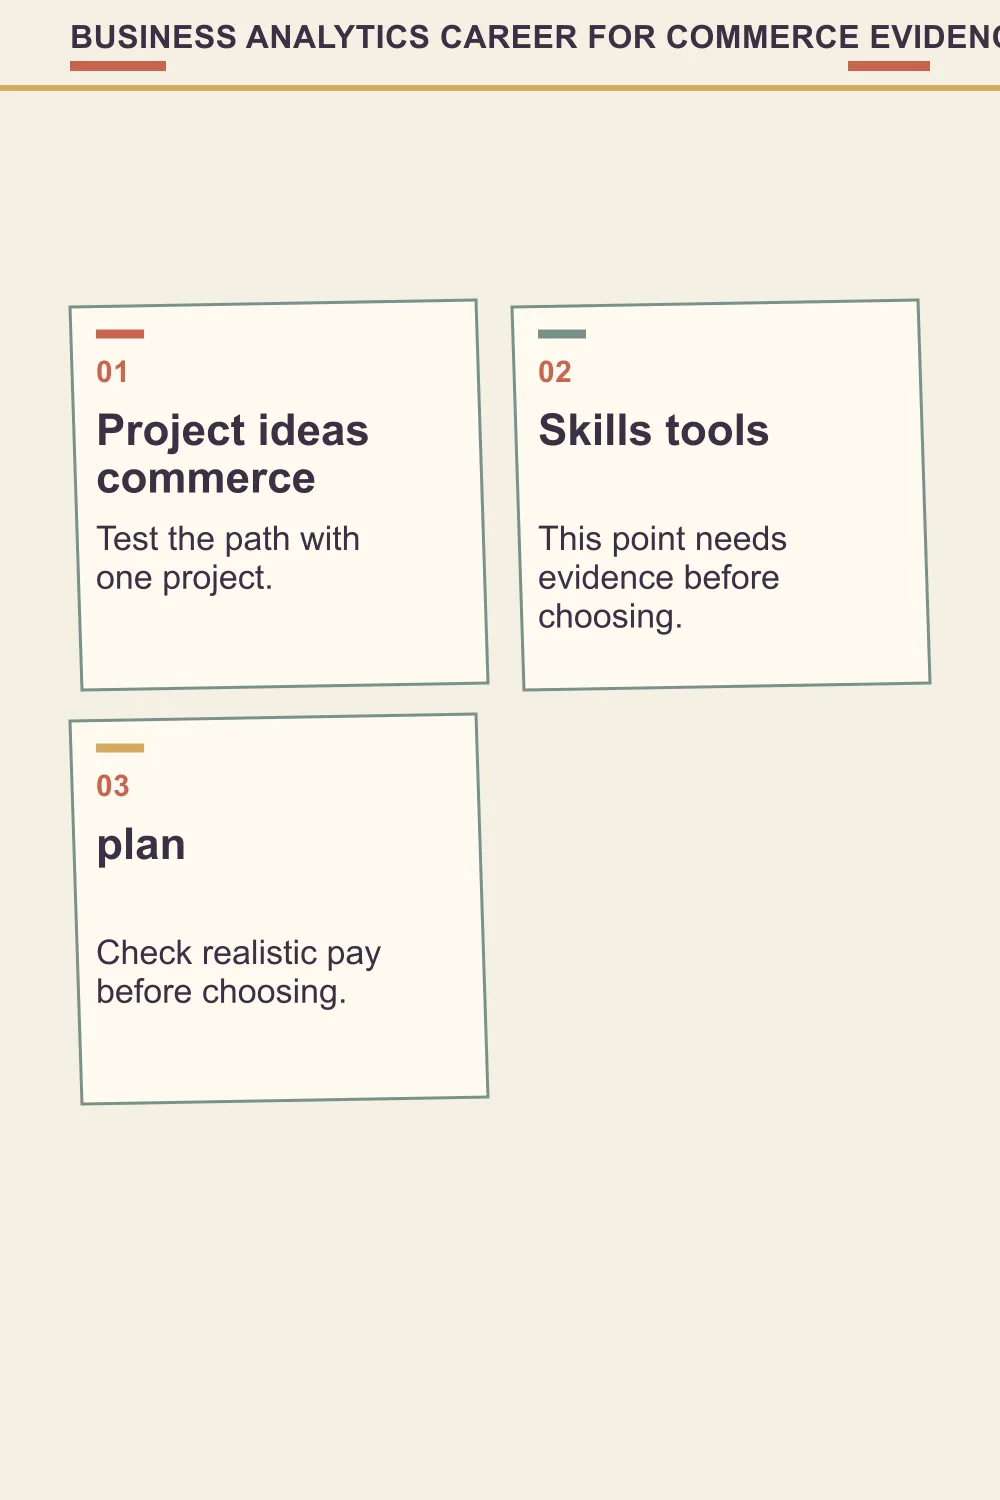 BUSINESS ANALYTICS CAREER FOR COMMERCE
01
Project ideas
commerce
Test the path with
one project.
02
Skills tools
This point needs
evidence before
choosing.
03
plan
Check realistic pay
before choosing.